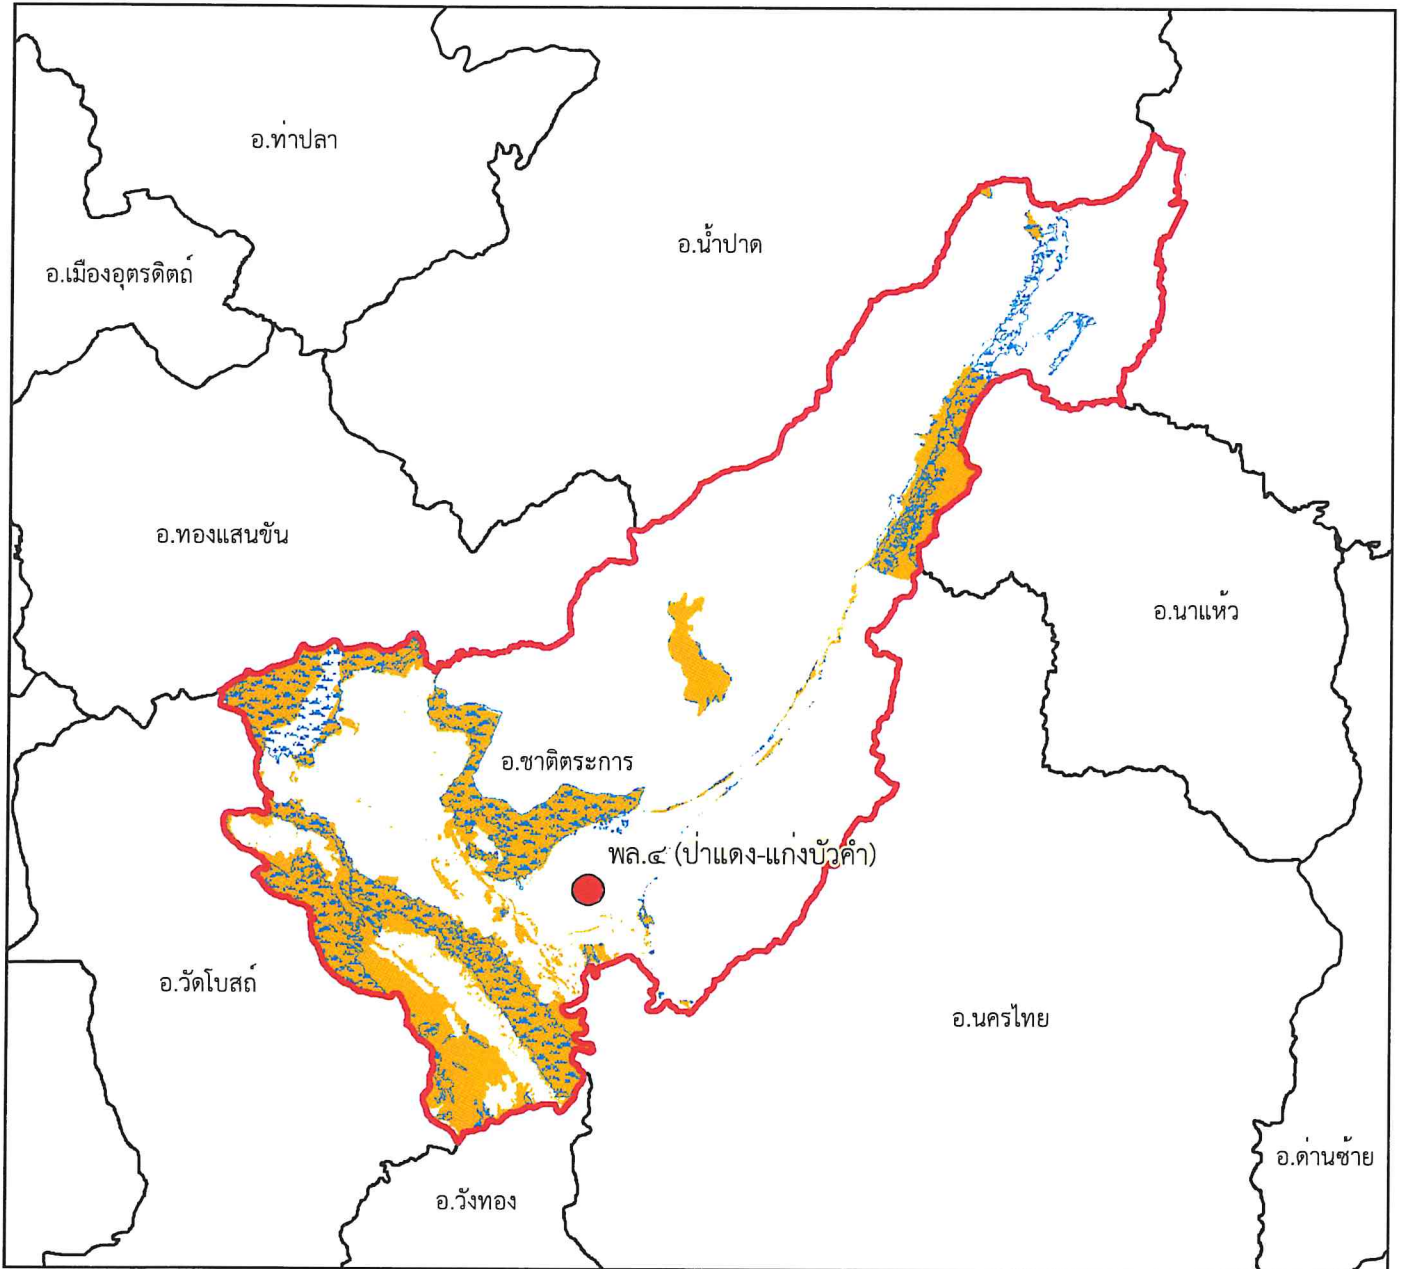 อ.ท่าปลา
อ.น้ำปาด
อ.เมืองอุตรดิตถ์
อ.ทองแสนขัน
อ.นาแห้ว
อ.ชาติตระการ
พล.๔ (ป่าแดง-แก่งบัวคำ)
อ.วัดโบสถ์
อ.นครไทย
อ.ด่านซ้าย
อ.วังทอง